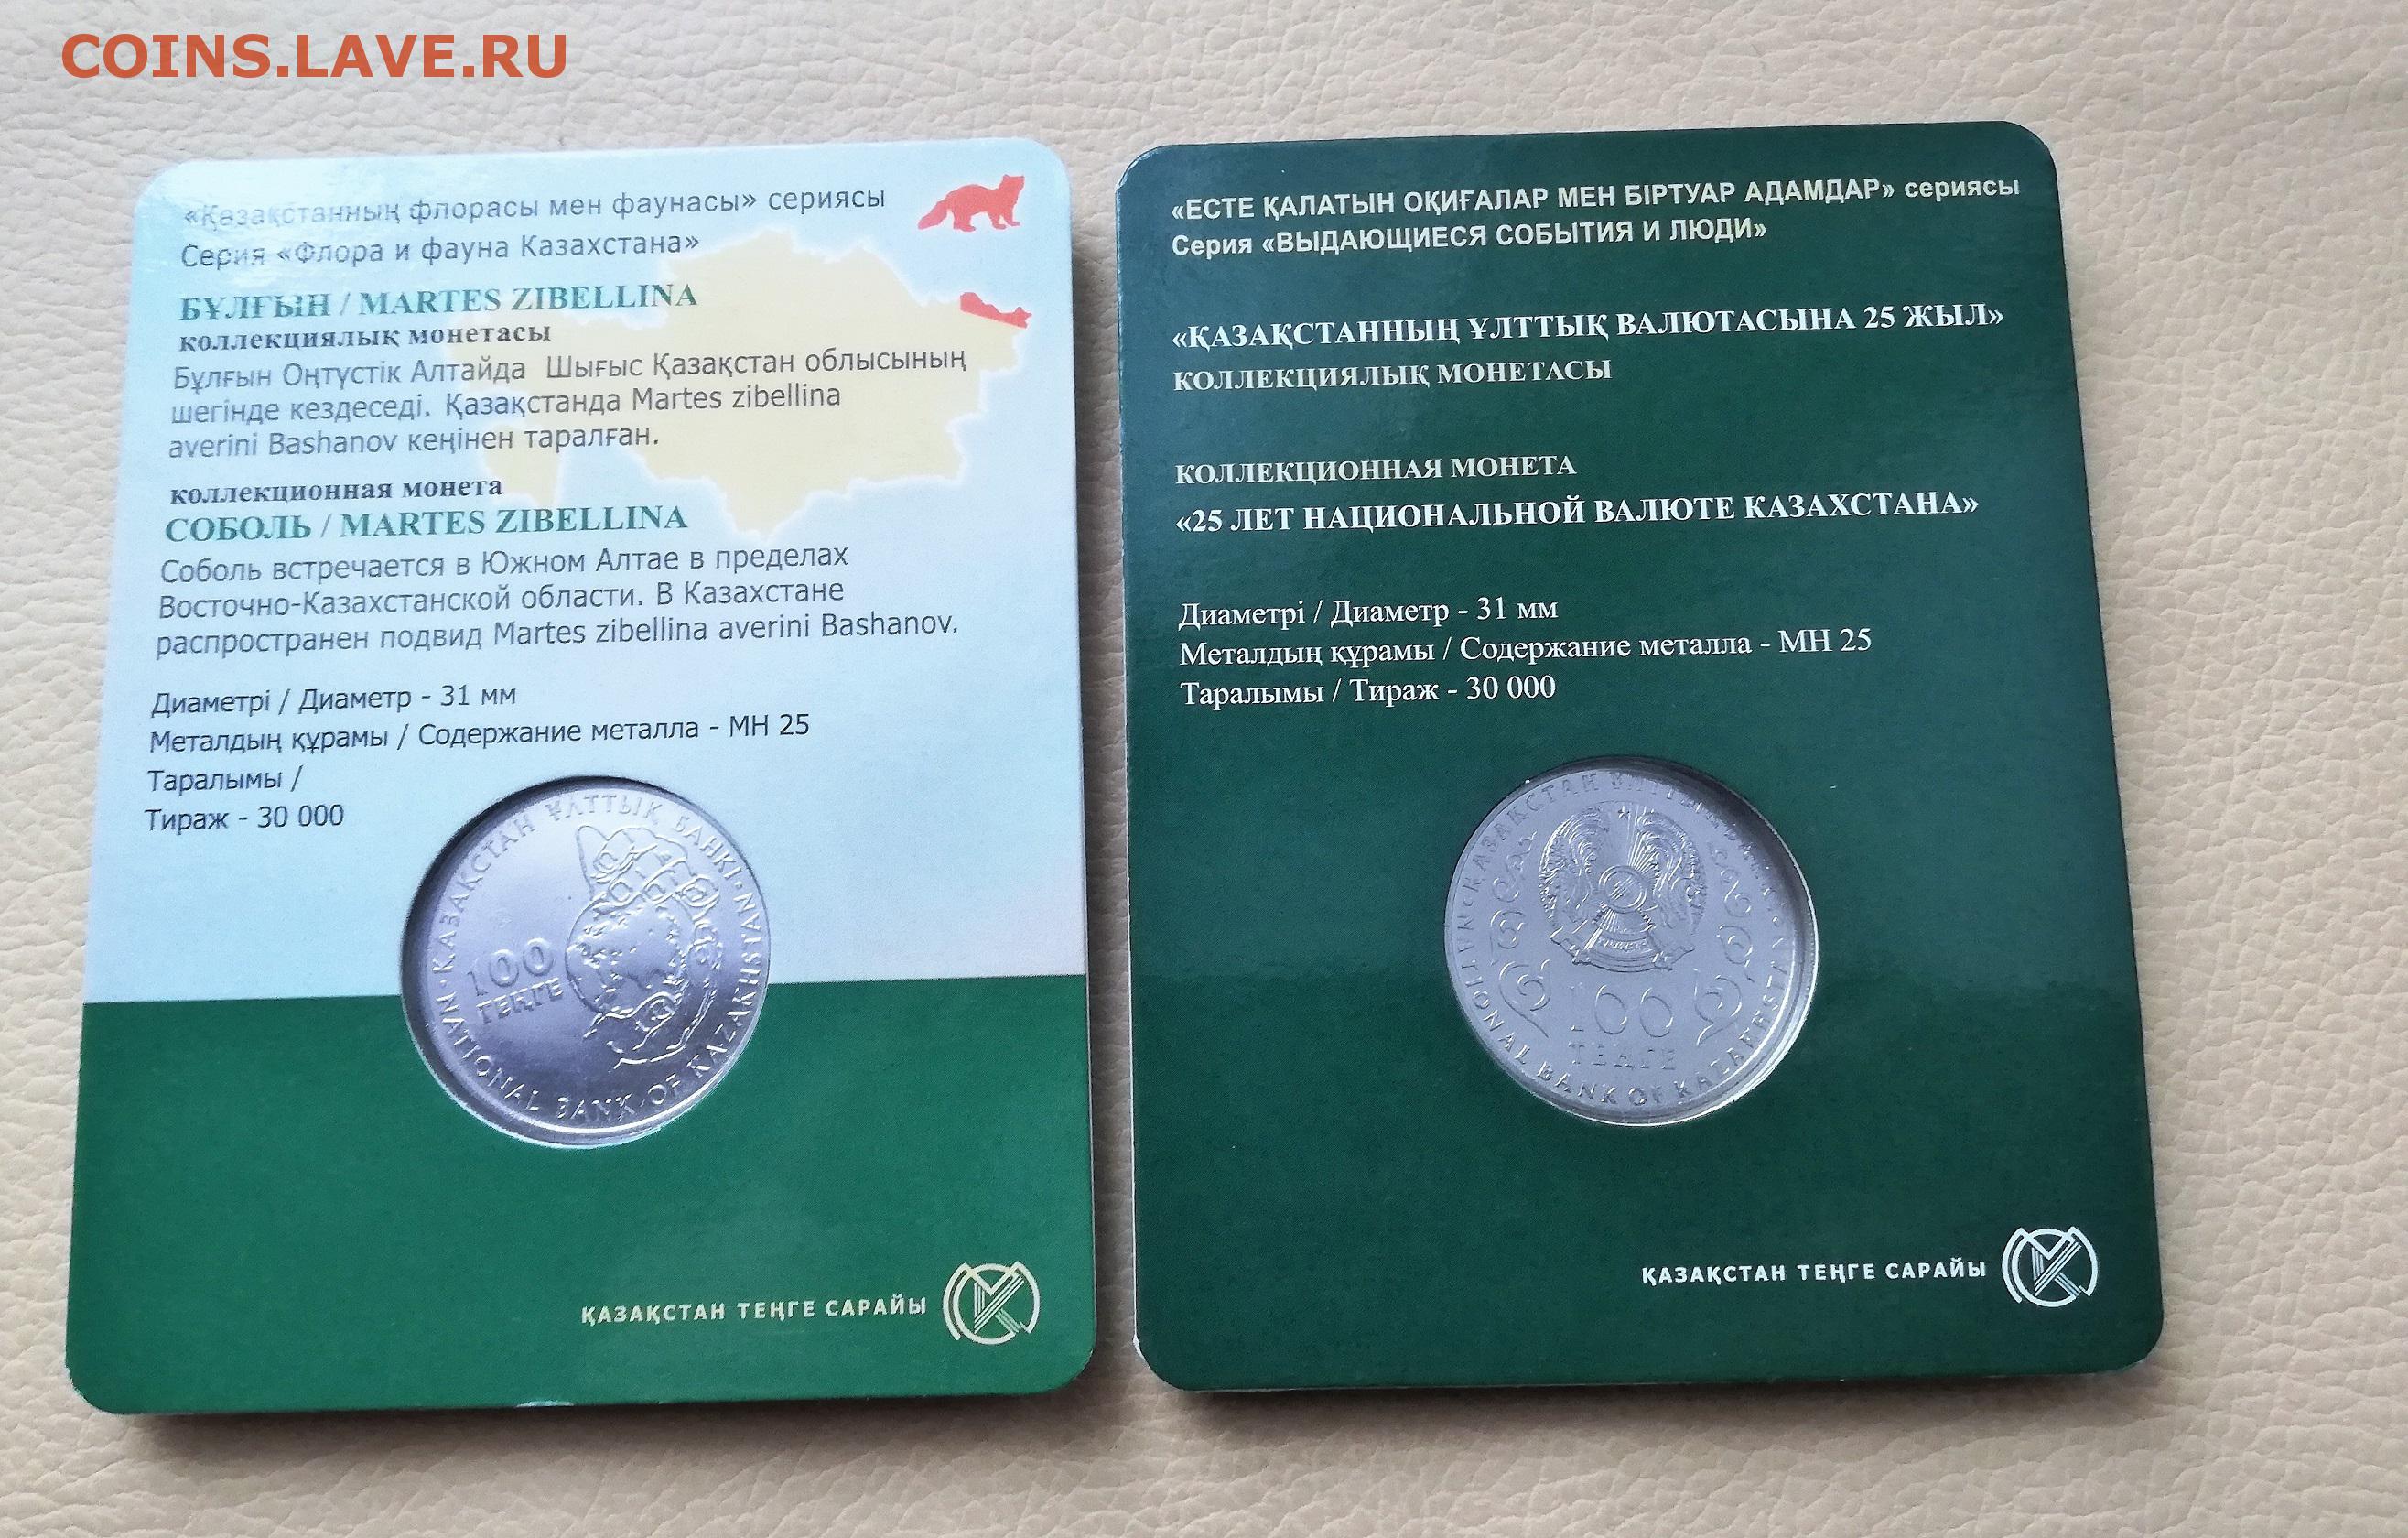 COINS.LAVE.RU
«Қазақстанның флорасы мен фаунасы» сериясы
Серия «Флора и фауна Казахстана»
БҰЛҒЫН / MARTES ZIBELLINA
коллекциялық монетасы
Бұлғын Оңтүстік Алтайда Шығыс Қазақстан облысының
шегінде кездеседі. Қазақстанда Martes zibellina
averini Bashanov кеңінен таралған.
коллекционная монета
СОБОЛЬ / MARTES ZIBELLINA
Соболь встречается в Южном Алтае в пределах
Восточно-Казахстанской области. В Казахстане
распространен подвид Martes zibellina averini Bashanov.
Диаметрі / Диаметр - 31 мм
Металдың құрамы / Содержание металла - МН 25
Таралымы /
Тираж - 30 000
ҚАЗАҚСТАН ҰЛТТЫҚ БАНКІ
NATIONAL BANK OF KAZAKHSTAN
100
ТЕҢГЕ
ҚАЗАҚСТАН ТЕҢГЕ САРАЙЫ
«ЕСТЕ ҚАЛАТЫН ОҚИҒАЛАР МЕН БІРТУАР АДАМДАР» сериясы
Серия «ВЫДАЮЩИЕСЯ СОБЫТИЯ И ЛЮДИ»
«ҚАЗАҚСТАННЫҢ ҰЛТТЫҚ ВАЛЮТАСЫНА 25 ЖЫЛ»
КОЛЛЕКЦИЯЛЫҚ МОНЕТАСЫ
КОЛЛЕКЦИОННАЯ МОНЕТА
«25 ЛЕТ НАЦИОНАЛЬНОЙ ВАЛЮТЕ КАЗАХСТАНА»
Диаметрі / Диаметр - 31 мм
Металдың құрамы / Содержание металла - МН 25
Таралымы / Тираж - 30 000
ҚАЗАҚСТАН ҰЛТТЫҚ БАНКІ
NATIONAL BANK OF KAZAKHSTAN
100
ТЕҢГЕ
ҚАЗАҚСТАН ТЕҢГЕ САРАЙЫ